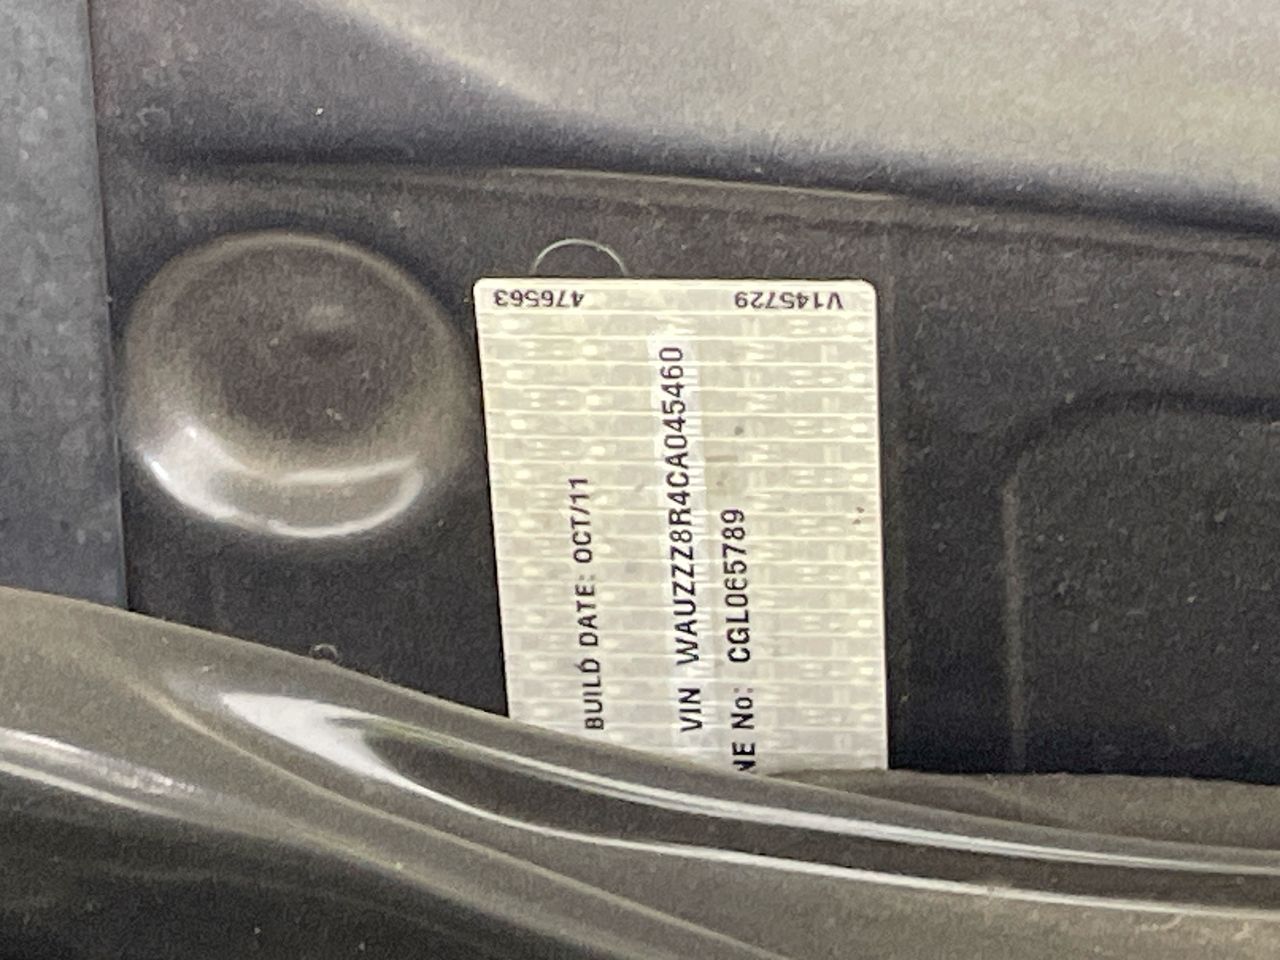 BUILD DATE: OCT/11
VIN WAUZZZ8R4CA045460
NE No: CGL065789
476563
V145729